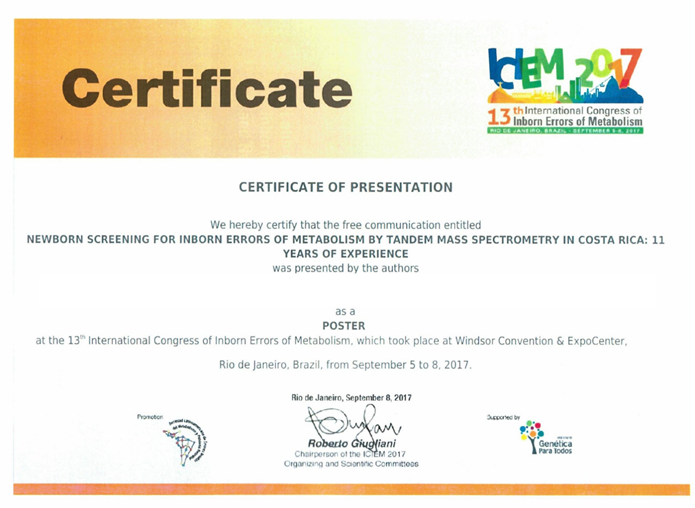 Certificate
ICIEM 2017
13th International Congress of
Inborn Errors of Metabolism
RIO DE JANEIRO, BRAZIL - SEPTEMBER 5-8, 2017
CERTIFICATE OF PRESENTATION
We hereby certify that the free communication entitled
NEWBORN SCREENING FOR INBORN ERRORS OF METABOLISM BY TANDEM MASS SPECTROMETRY IN COSTA RICA: 11
YEARS OF EXPERIENCE
was presented by the authors
as a
POSTER
at the 13th International Congress of Inborn Errors of Metabolism, which took place at Windsor Convention & ExpoCenter,
Rio de Janeiro, Brazil, from September 5 to 8, 2017.
Rio de Janeiro, September 8, 2017
Promotion
Supported by
Roberto Giugliani
Chairperson of the ICIEM 2017
Organizing and Scientific Committees
Genética
Para Todos